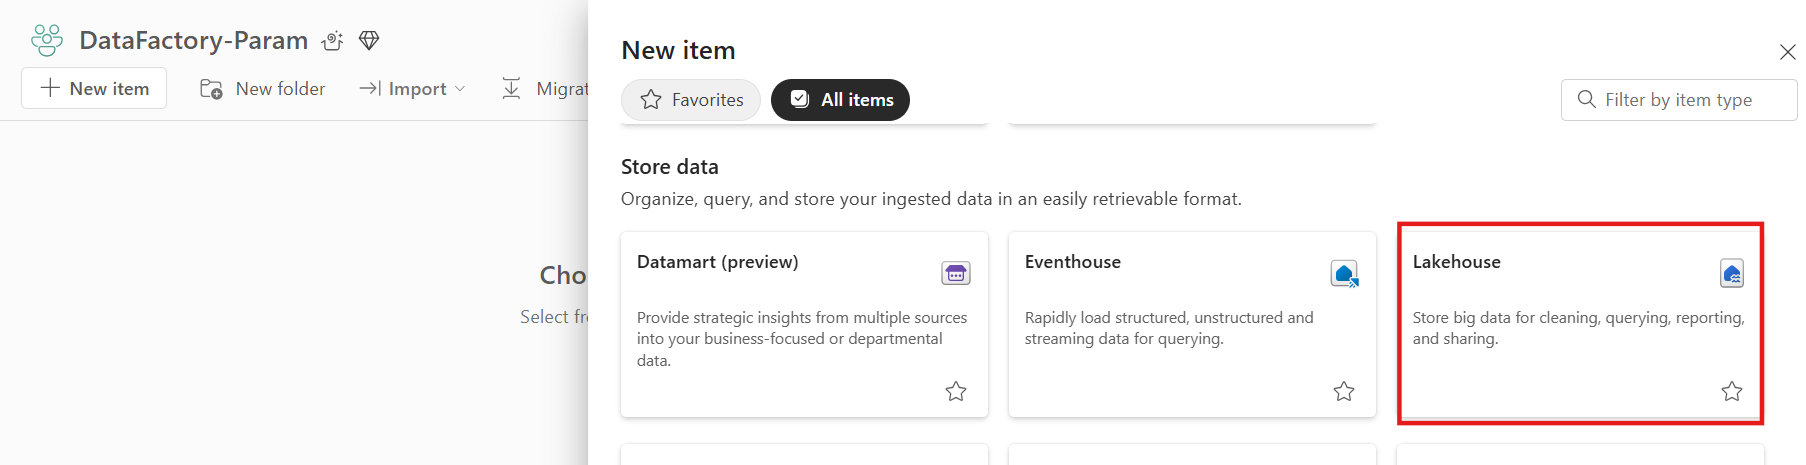 DataFactory-Param
New item
New folder
Import
Migrat
Cho
Select fr
New item
Favorites
All items
Filter by item type
Store data
Organize, query, and store your ingested data in an easily retrievable format.
Datamart (preview)
Provide strategic insights from multiple sources
into your business-focused or departmental
data.
Eventhouse
Rapidly load structured, unstructured and
streaming data for querying.
Lakehouse
Store big data for cleaning, querying, reporting,
and sharing.